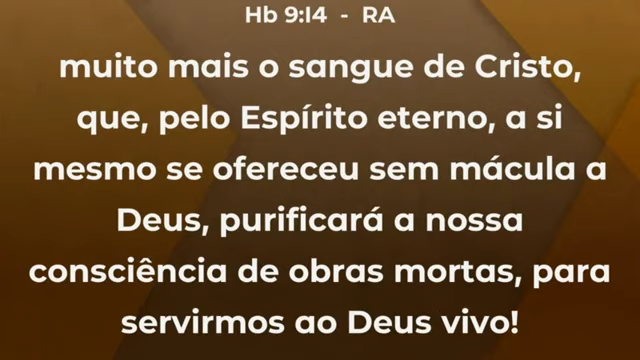 Hb 9:14 - RA
muito mais o sangue de Cristo,
que, pelo Espírito eterno, a si
mesmo se ofereceu sem mácula a
Deus, purificará a nossa
consciência de obras mortas, para
servirmos ao Deus vivo!